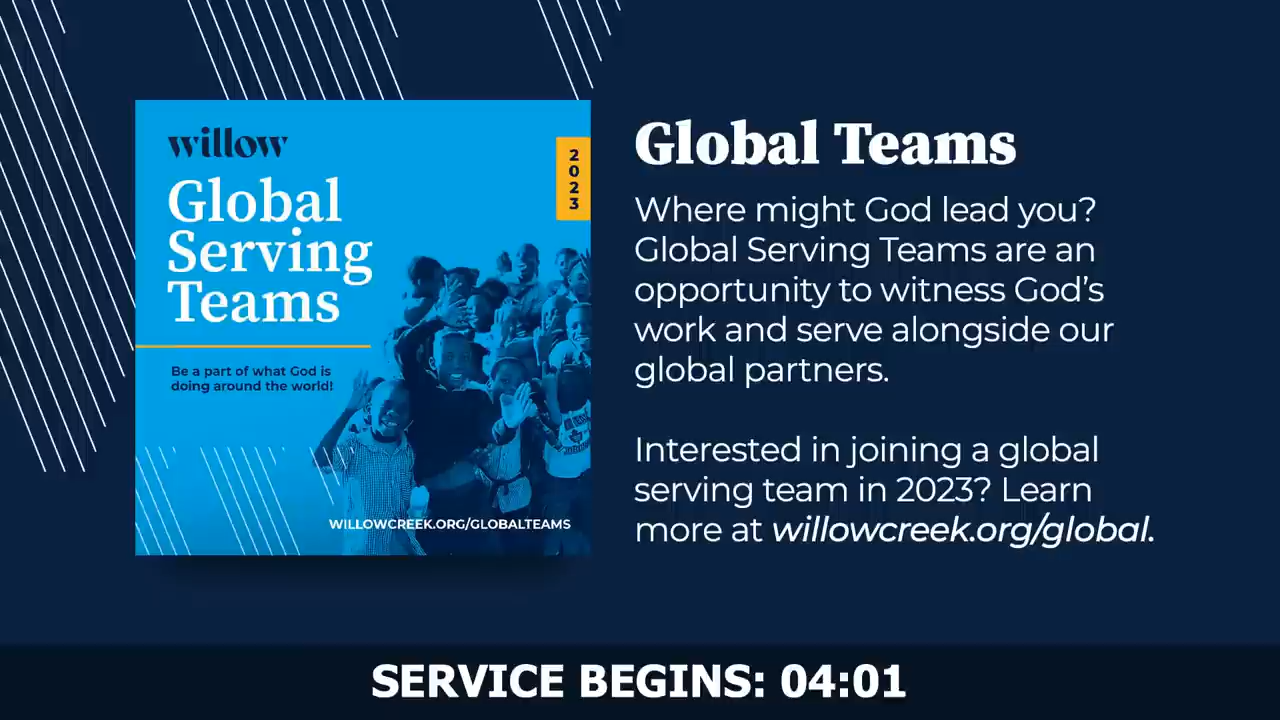 willow
Global
Serving
Teams
2023
Be a part of what God is
doing around the world!
WILLOWCREEK.ORG/GLOBALTEAMS
Global Teams
Where might God lead you?
Global Serving Teams are an
opportunity to witness God's
work and serve alongside our
global partners.
Interested in joining a global
serving team in 2023? Learn
more at willowcreek.org/global.
SERVICE BEGINS: 04:01